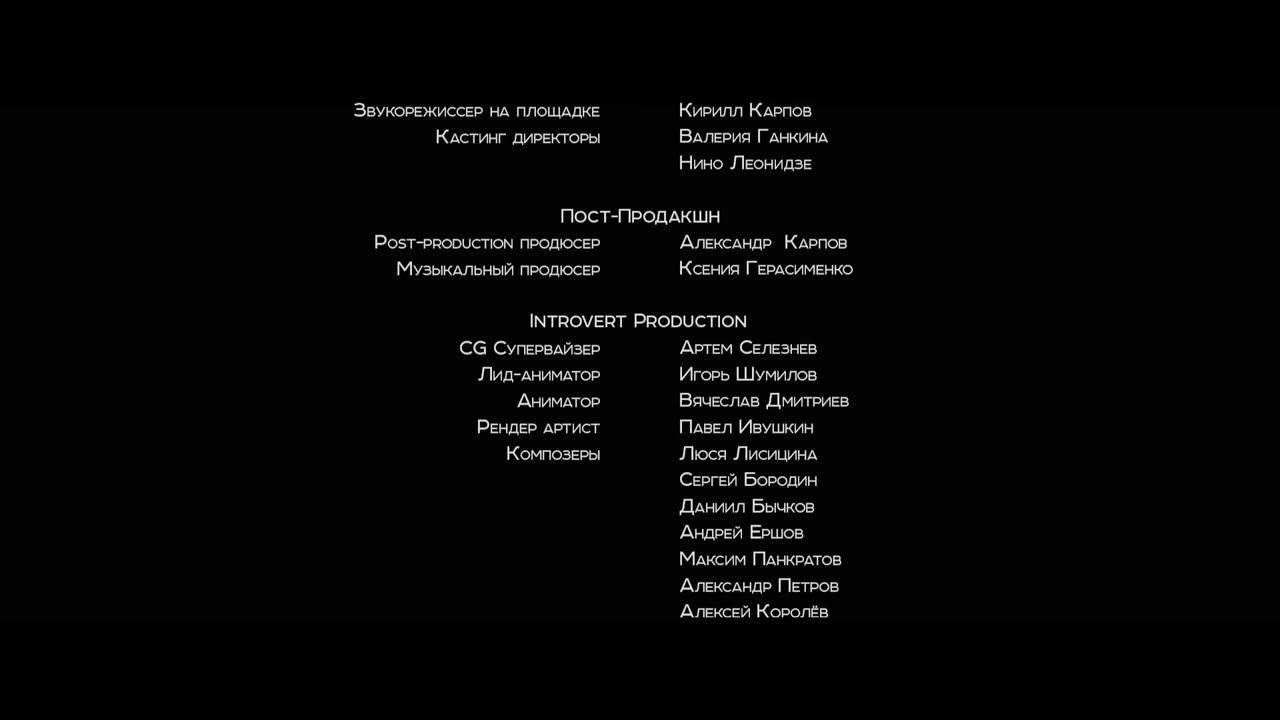 Звукорежиссер на площадке Кирилл Карпов
Кастинг директоры Валерия Ганкина
Нино Леонидзе
Пост-Продакшн
Post-production продюсер Александр Карпов
Музыкальный продюсер Ксения Герасименко
Introvert Production
CG Супервайзер Артем Селезнев
Лид-аниматор Игорь Шумилов
Аниматор Вячеслав Дмитриев
Рендер артист Павел Ивушкин
Композеры Люся Лисицина
Сергей Бородин
Даниил Бычков
Андрей Ершов
Максим Панкратов
Александр Петров
Алексей Королёв